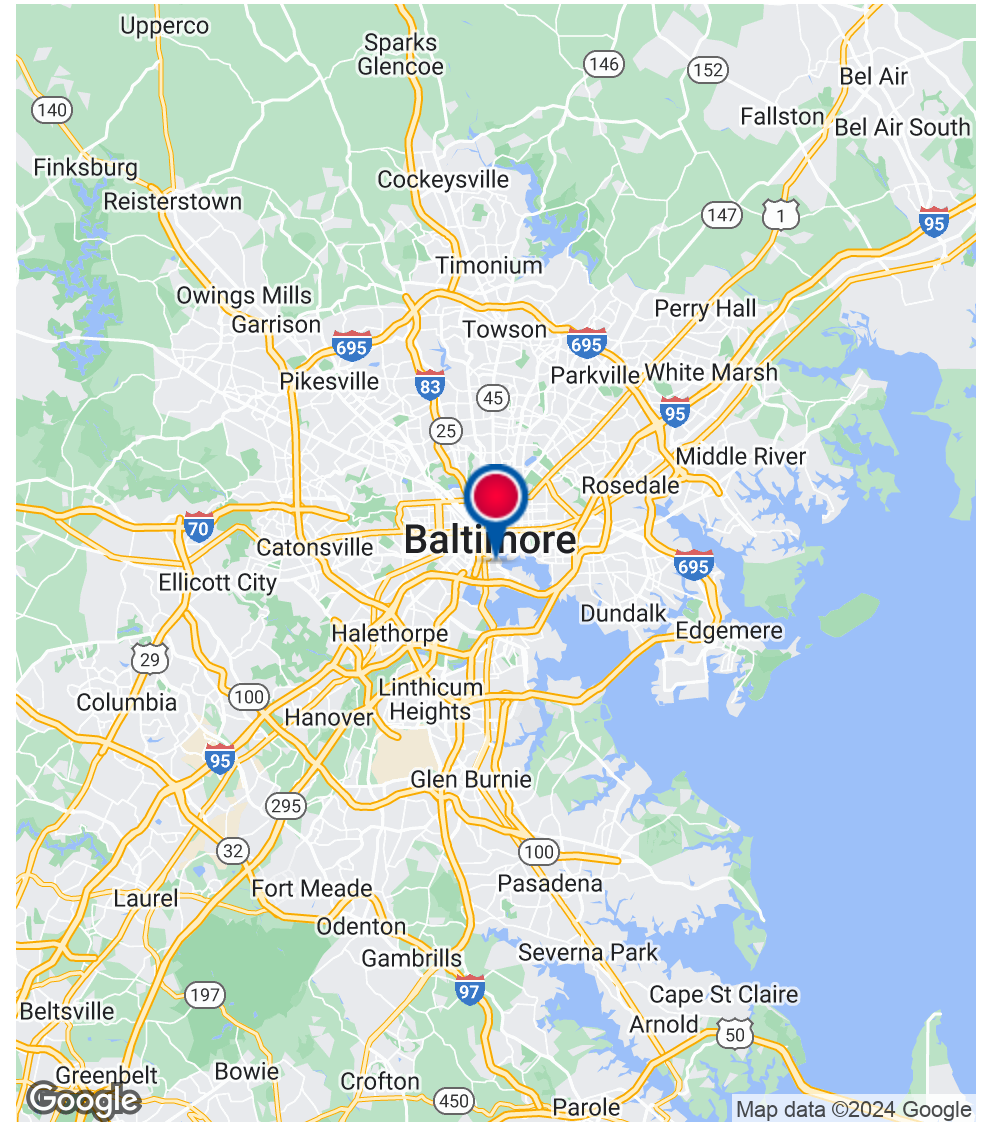 Upperco
Sparks
Glencoe
146
152
Bel Air
140
Fallston
Bel Air South
Finksburg
Cockeysville
Reisterstown
147
1
95
Timonium
Owings Mills
Garrison
Perry Hall
Towson
695
695
Pikesville
83
Parkville
White Marsh
45
95
25
Middle River
Rosedale
70
Baltimore
Catonsville
695
Ellicott City
Dundalk
Edgemere
Halethorpe
29
Columbia
100
Linthicum
Heights
Hanover
95
Glen Burnie
295
32
100
Laurel
Fort Meade
Pasadena
Odenton
Gambrills
Severna Park
97
197
Cape St Claire
Beltsville
Arnold
50
Greenbelt
Bowie
Crofton
450
Parole
Google
Map data ©2024 Google